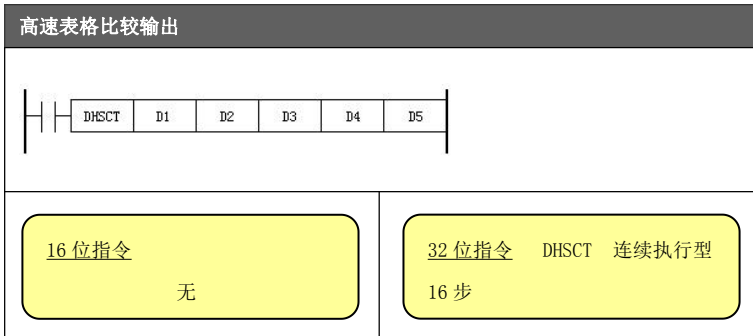 高速表格比较输出
DHSCT D1 D2 D3 D4 D5
16 位指令
无
32 位指令 DHSCT 连续执行型
16 步